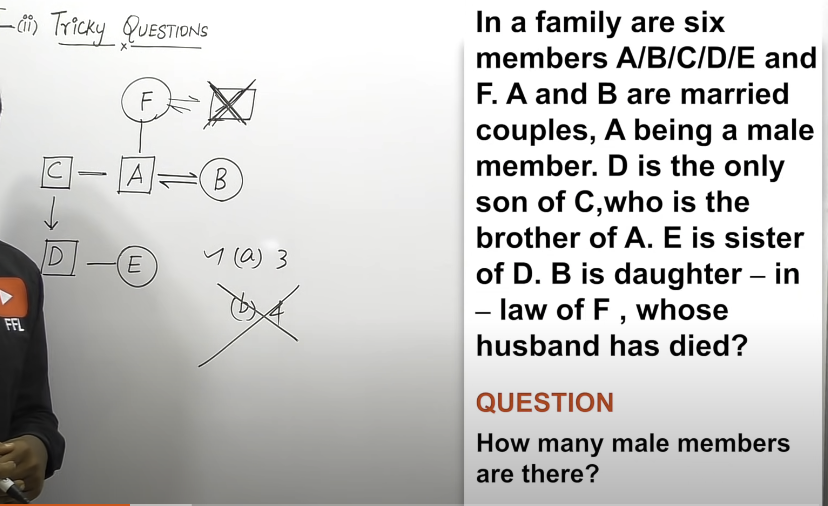 (ii) Tricky QUESTIONS
F
C A B
D E
(a) 3
(b) 4
FFL
In a family are six
members A/B/C/D/E and
F. A and B are married
couples, A being a male
member. D is the only
son of C,who is the
brother of A. E is sister
of D. B is daughter – in
– law of F , whose
husband has died?
QUESTION
How many male members
are there?